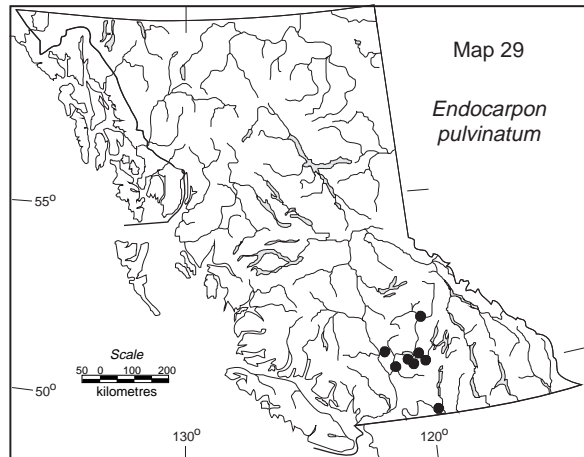 Map 29
Endocarpon
pulvinatum
55°
Scale
50 0 100 200
kilometres
50°
130°
120°